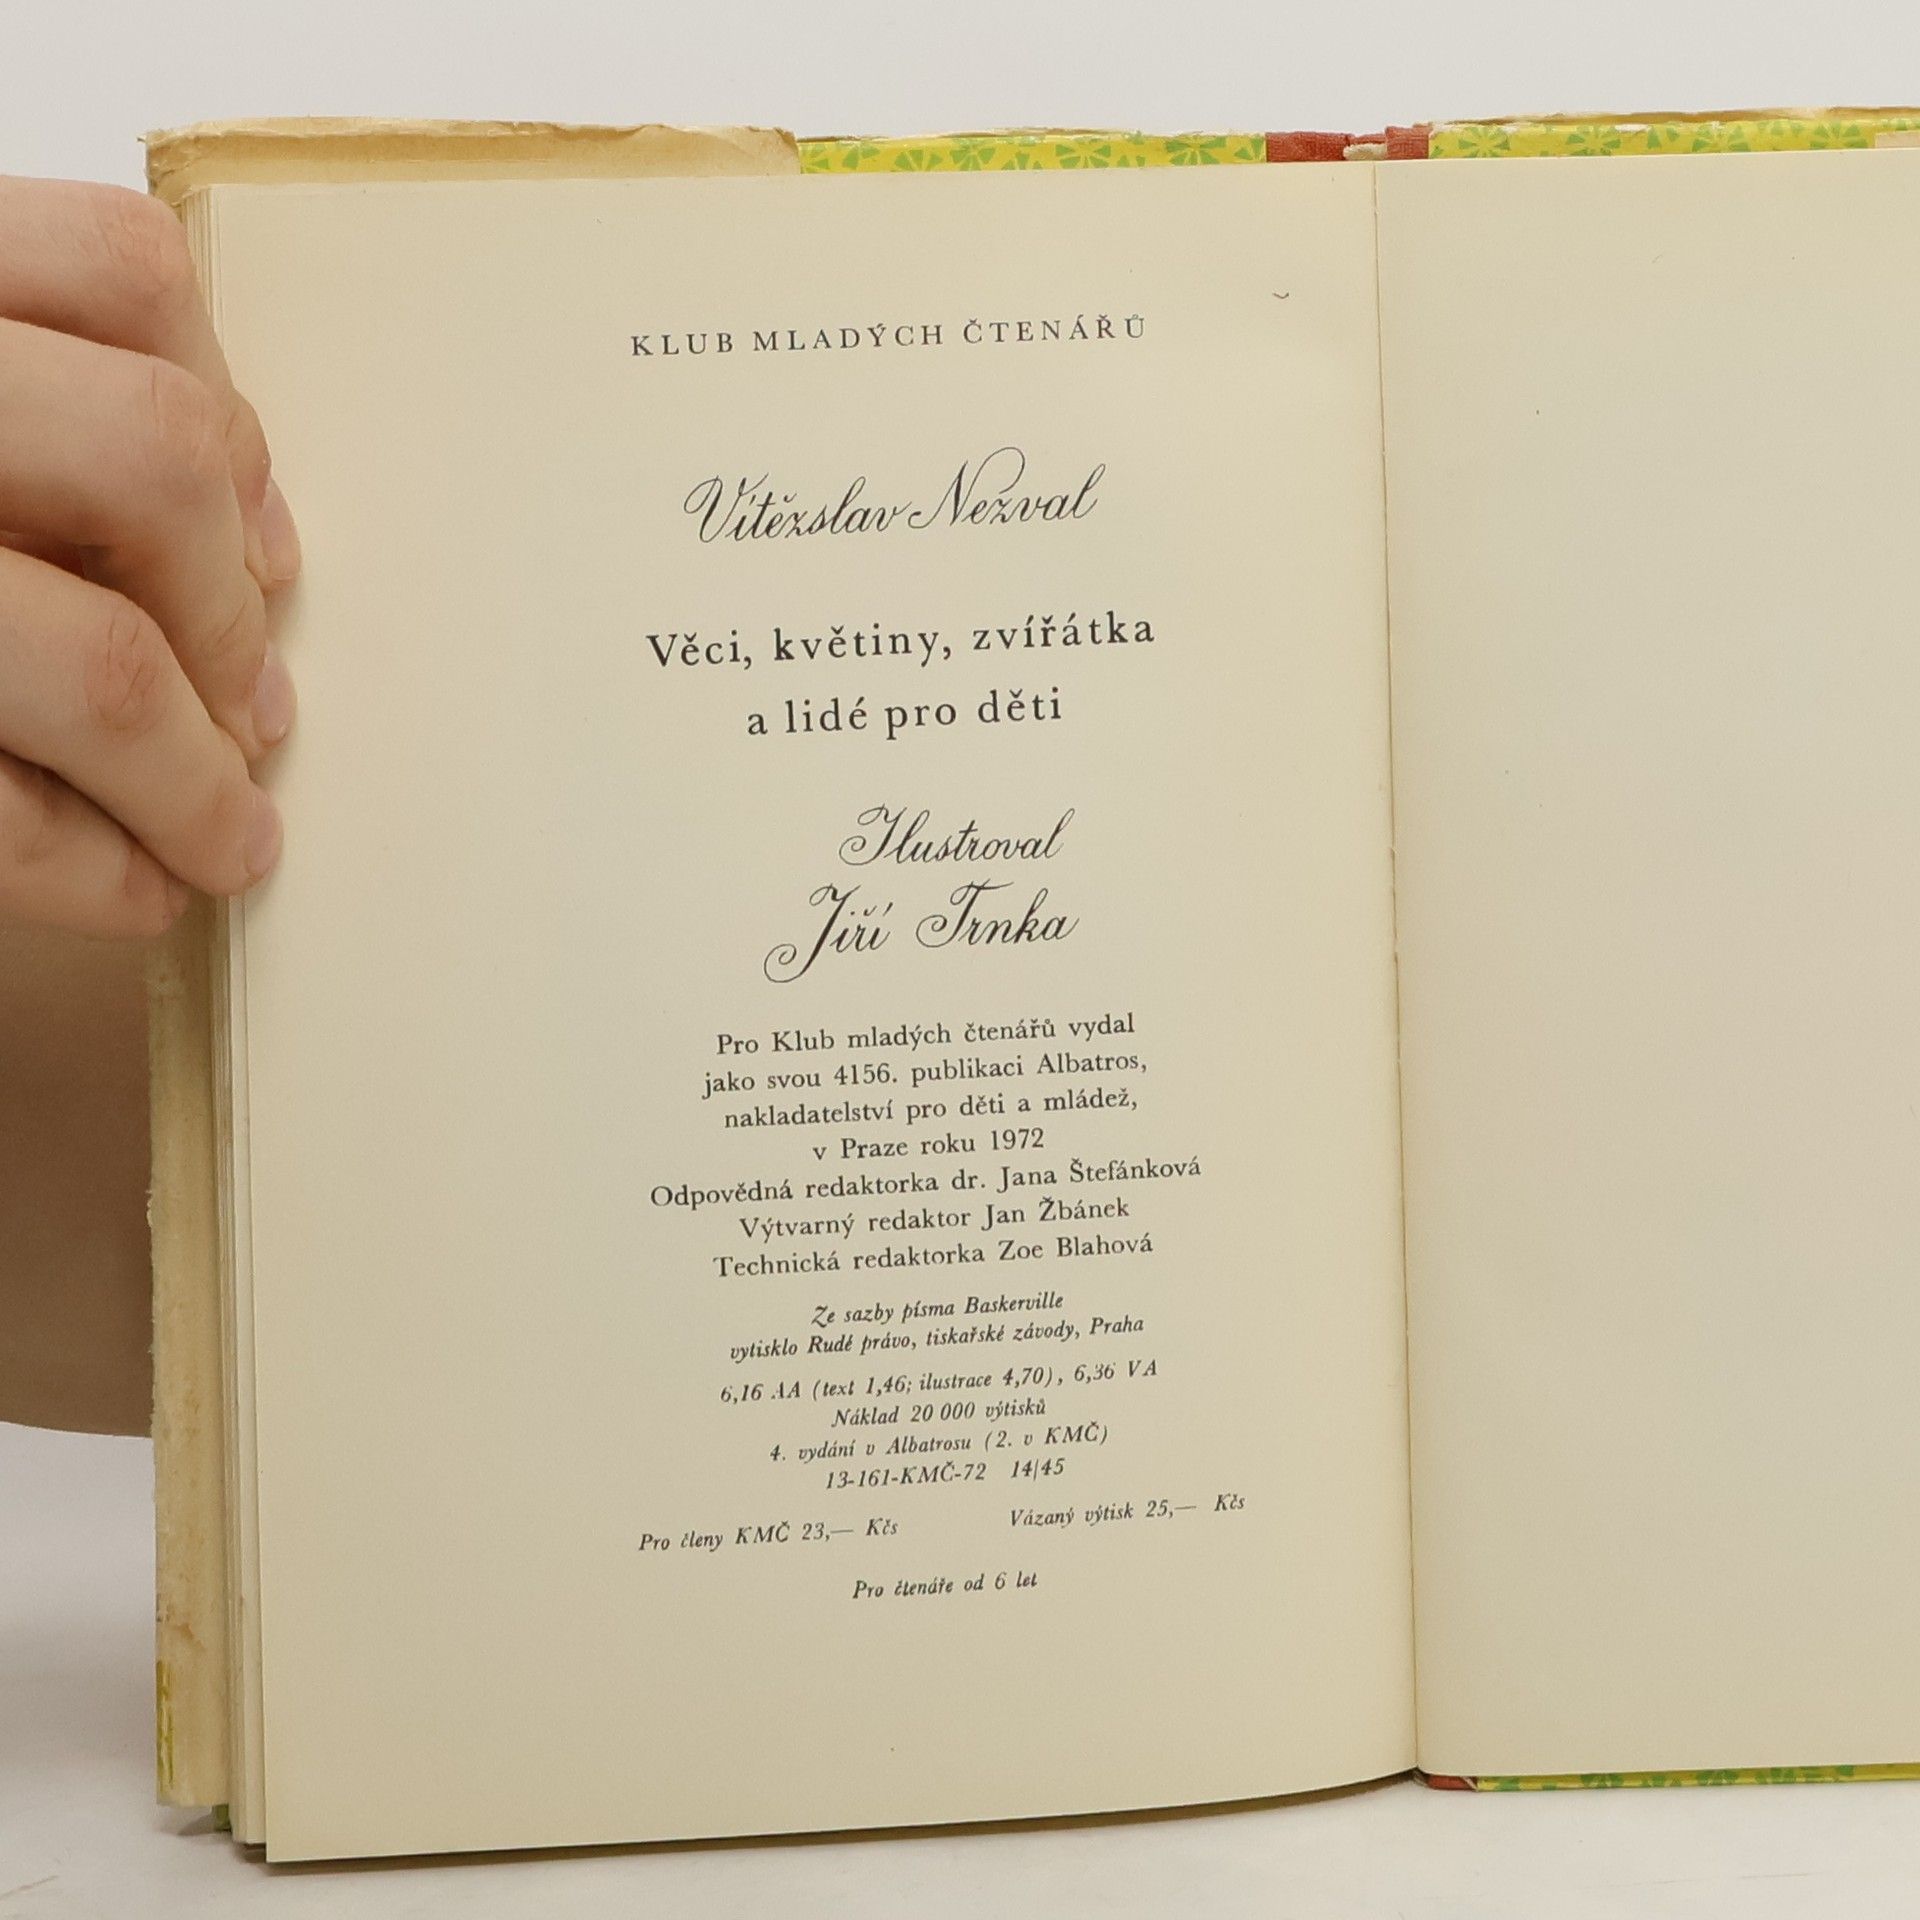 KLUB MLADÝCH ČTENÁŘŮ
Vítězslav Nezval
Věci, květiny, zvířátka
a lidé pro děti
Ilustroval
Jiří Trnka
Pro Klub mladých čtenářů vydal
jako svou 4156. publikaci Albatros,
nakladatelství pro děti a mládež,
v Praze roku 1972
Odpovědná redaktorka dr. Jana Štefánková
Výtvarný redaktor Jan Žbánek
Technická redaktorka Zoe Blahová
Ze sazby písma Baskerville
vytisklo Rudé právo, tiskařské závody, Praha
6,16 AA (text 1,46; ilustrace 4,70), 6,36 VA
Náklad 20 000 výtisků
4. vydání v Albatrosu (2. v KMČ)
13-161-KMČ-72 14/45
Pro členy KMČ 23,— Kčs Vázaný výtisk 25,— Kčs
Pro čtenáře od 6 let